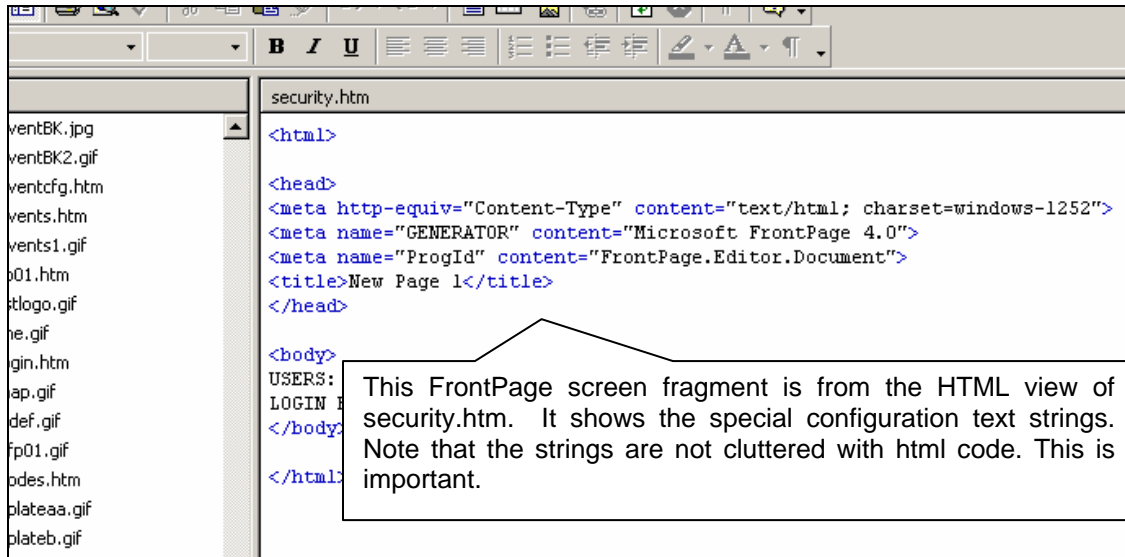 B I U A ¶
security.htm
ventBK.jpg
ventBK2.gif
ventcfg.htm
vents.htm
vents1.gif
01.htm
tlogo.gif
ne.gif
gin.htm
ap.gif
def.gif
fp01.gif
odes.htm
plateaa.gif
plateb.gif
<html>
<head>
<meta http-equiv="Content-Type" content="text/html; charset=windows-1252">
<meta name="GENERATOR" content="Microsoft FrontPage 4.0">
<meta name="ProgId" content="FrontPage.Editor.Document">
<title>New Page 1</title>
</head>
<body>
USERS:
LOGIN
</body>
</html>
This FrontPage screen fragment is from the HTML view of
security.htm. It shows the special configuration text strings.
Note that the strings are not cluttered with html code. This is
important.